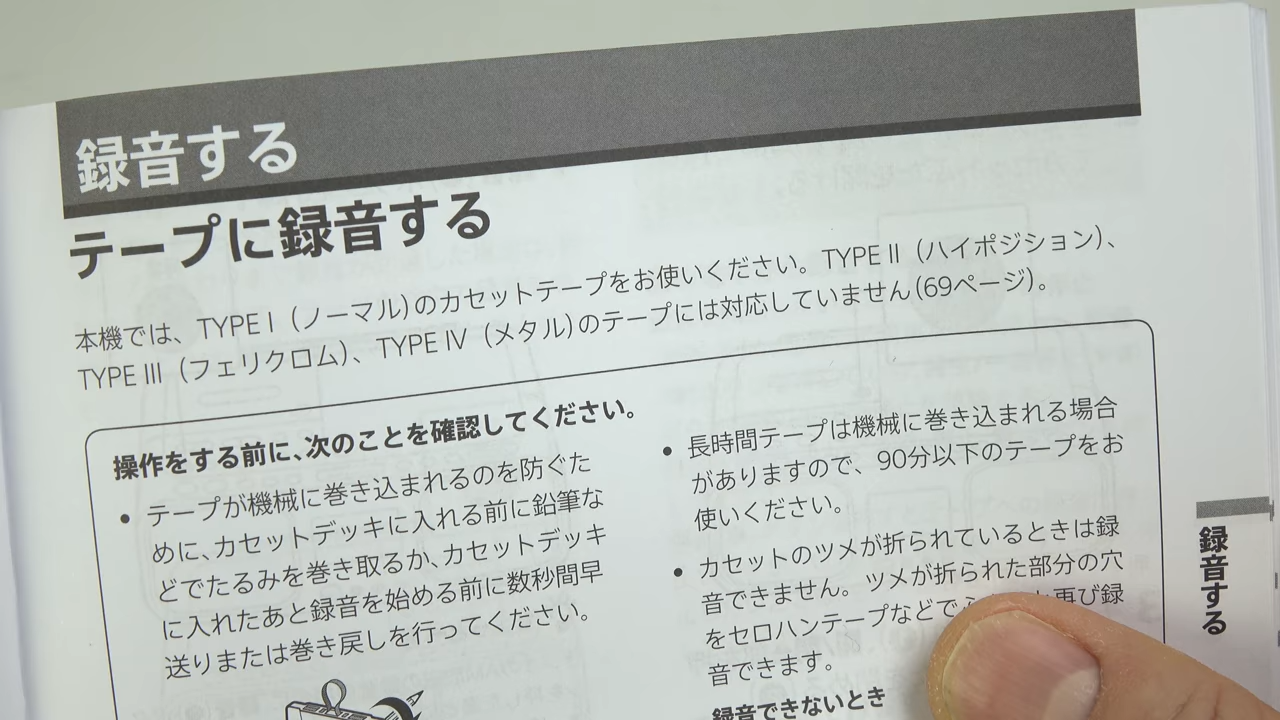 録音する
テープに録音する
本機では、TYPE I（ノーマル）のカセットテープをお使いください。TYPE II（ハイポジション）、
TYPE III（フェリクロム）、TYPE IV（メタル）のテープには対応していません（69ページ）。
操作をする前に、次のことを確認してください。
• テープが機械に巻き込まれるのを防ぐた
めに、カセットデッキに入れる前に鉛筆な
どでたるみを巻き取るか、カセットデッキ
に入れたあと録音を始める前に数秒間早
送りまたは巻き戻しを行ってください。
• 長時間テープは機械に巻き込まれる場合
がありますので、90分以下のテープをお
使いください。
• カセットのツメが折られているときは録
音できません。ツメが折られた部分の穴
をセロハンテープなどで 再び録
音できます。
録音できないとき
録音する